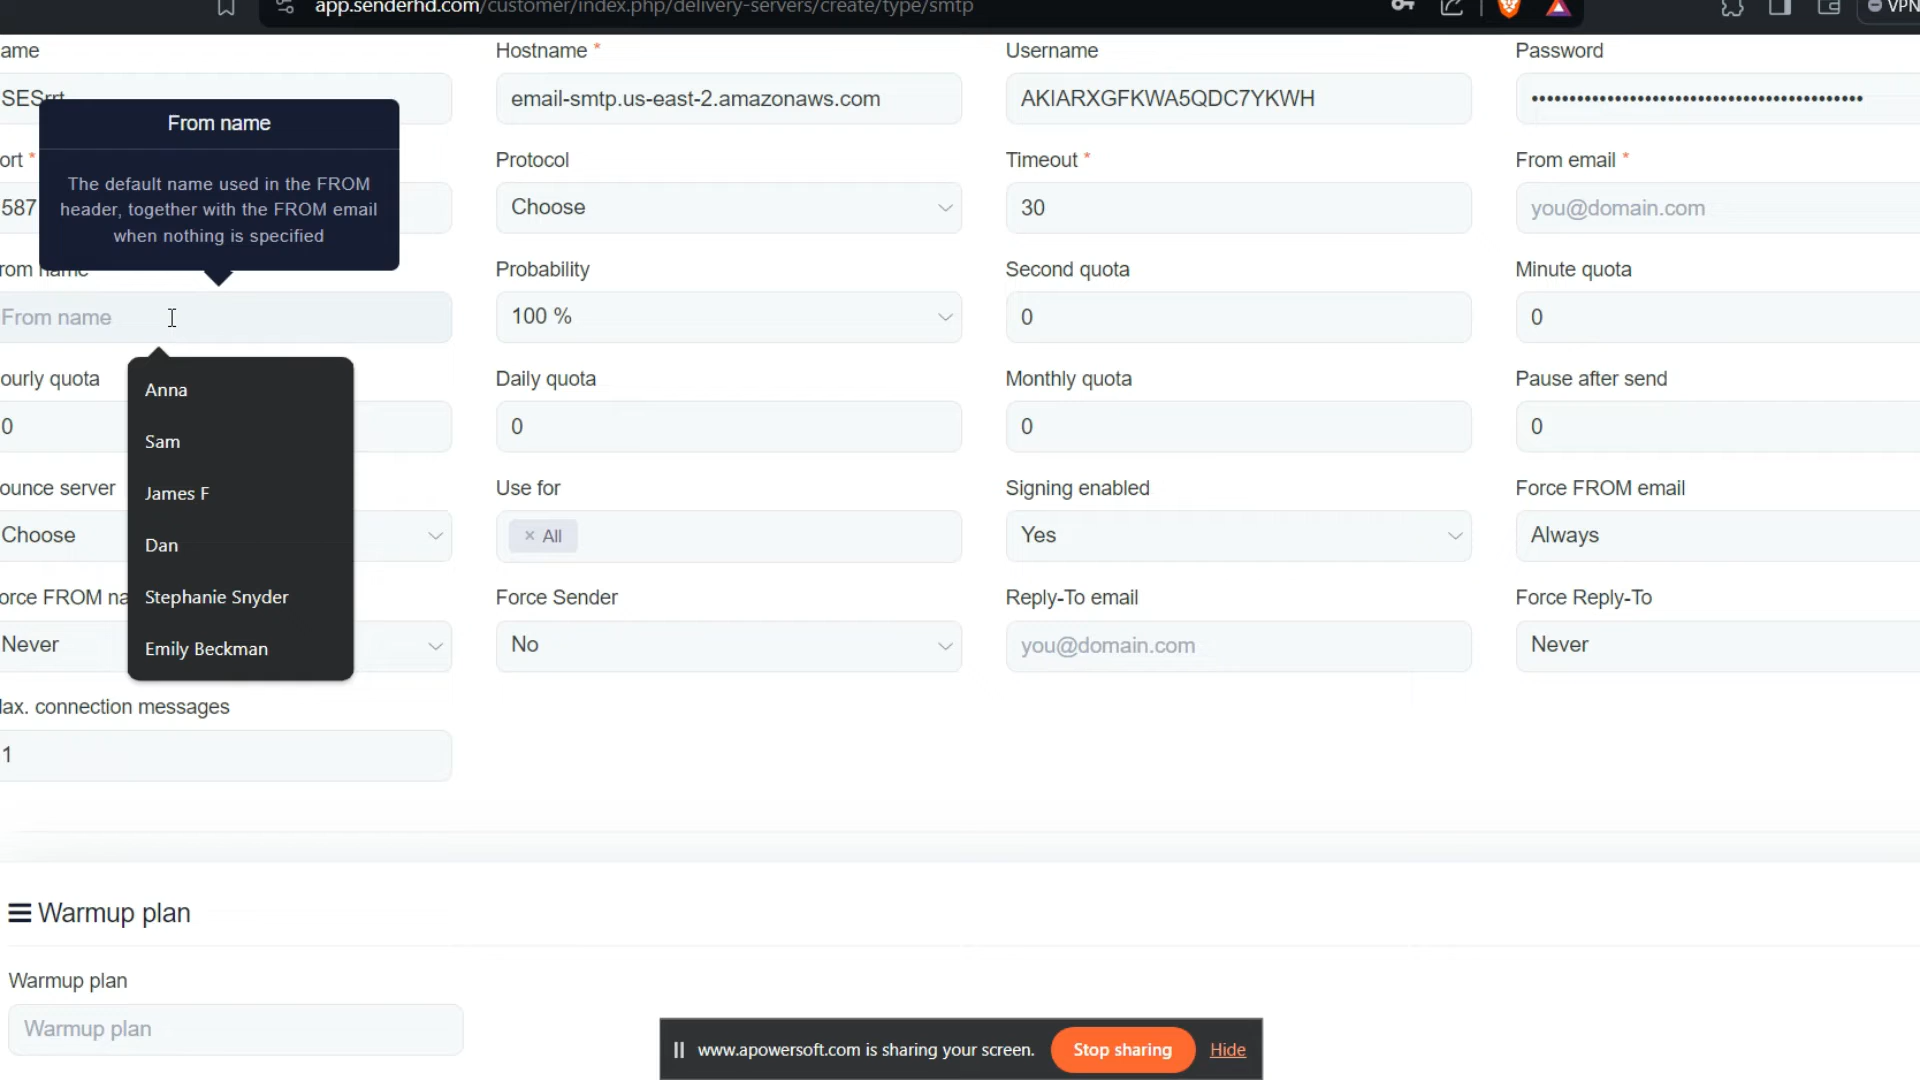 app.senderhd.com/customer/index.php/delivery-servers/create/type/smtp
VPN
ame
Hostname *
Username
Password
SESrrt
email-smtp.us-east-2.amazonaws.com
AKIARXGFKWA5QDC7YKWH
••••••••••••••••••••••••••••••••••••••••••••
From name
The default name used in the FROM
header, together with the FROM email
when nothing is specified
ort *
Protocol
Timeout *
From email *
587
Choose
30
you@domain.com
rom name
Probability
Second quota
Minute quota
From name
100 %
0
0
ourly quota
Daily quota
Monthly quota
Pause after send
0
0
0
0
Anna
Sam
James F
Dan
Stephanie Snyder
Emily Beckman
ounce server
Use for
Signing enabled
Force FROM email
Choose
× All
Yes
Always
orce FROM na
Force Sender
Reply-To email
Force Reply-To
Never
No
you@domain.com
Never
ax. connection messages
1
Warmup plan
Warmup plan
Warmup plan
www.apowersoft.com is sharing your screen.
Stop sharing
Hide